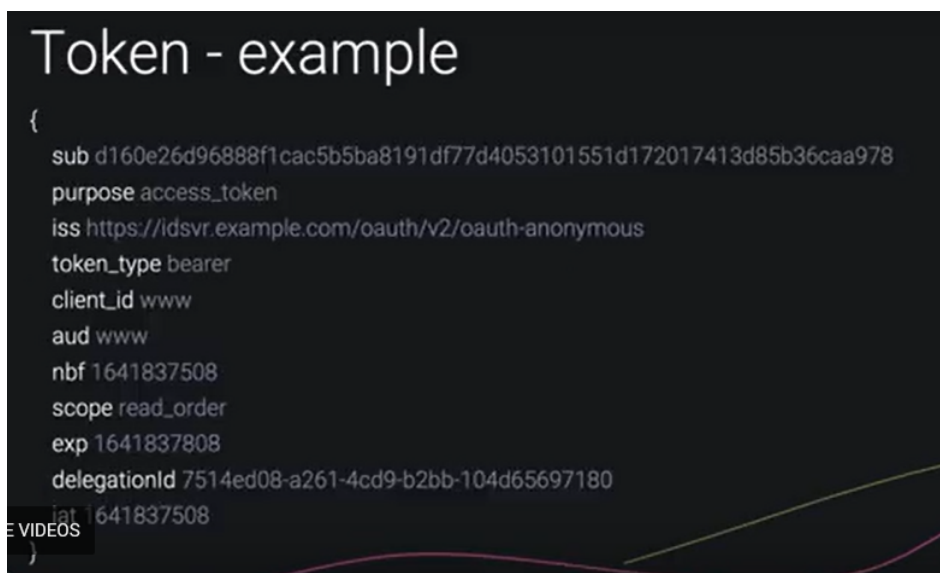 Token - example
{
sub d160e26d96888f1cac5b5ba8191df77d4053101551d172017413d85b36caa978
purpose access_token
iss https://idsvr.example.com/oauth/v2/oauth-anonymous
token_type bearer
client_id www
aud www
nbf 1641837508
scope read_order
exp 1641837808
delegationId 7514ed08-a261-4cd9-b2bb-104d65697180
iat 1641837508
E VIDEOS
}